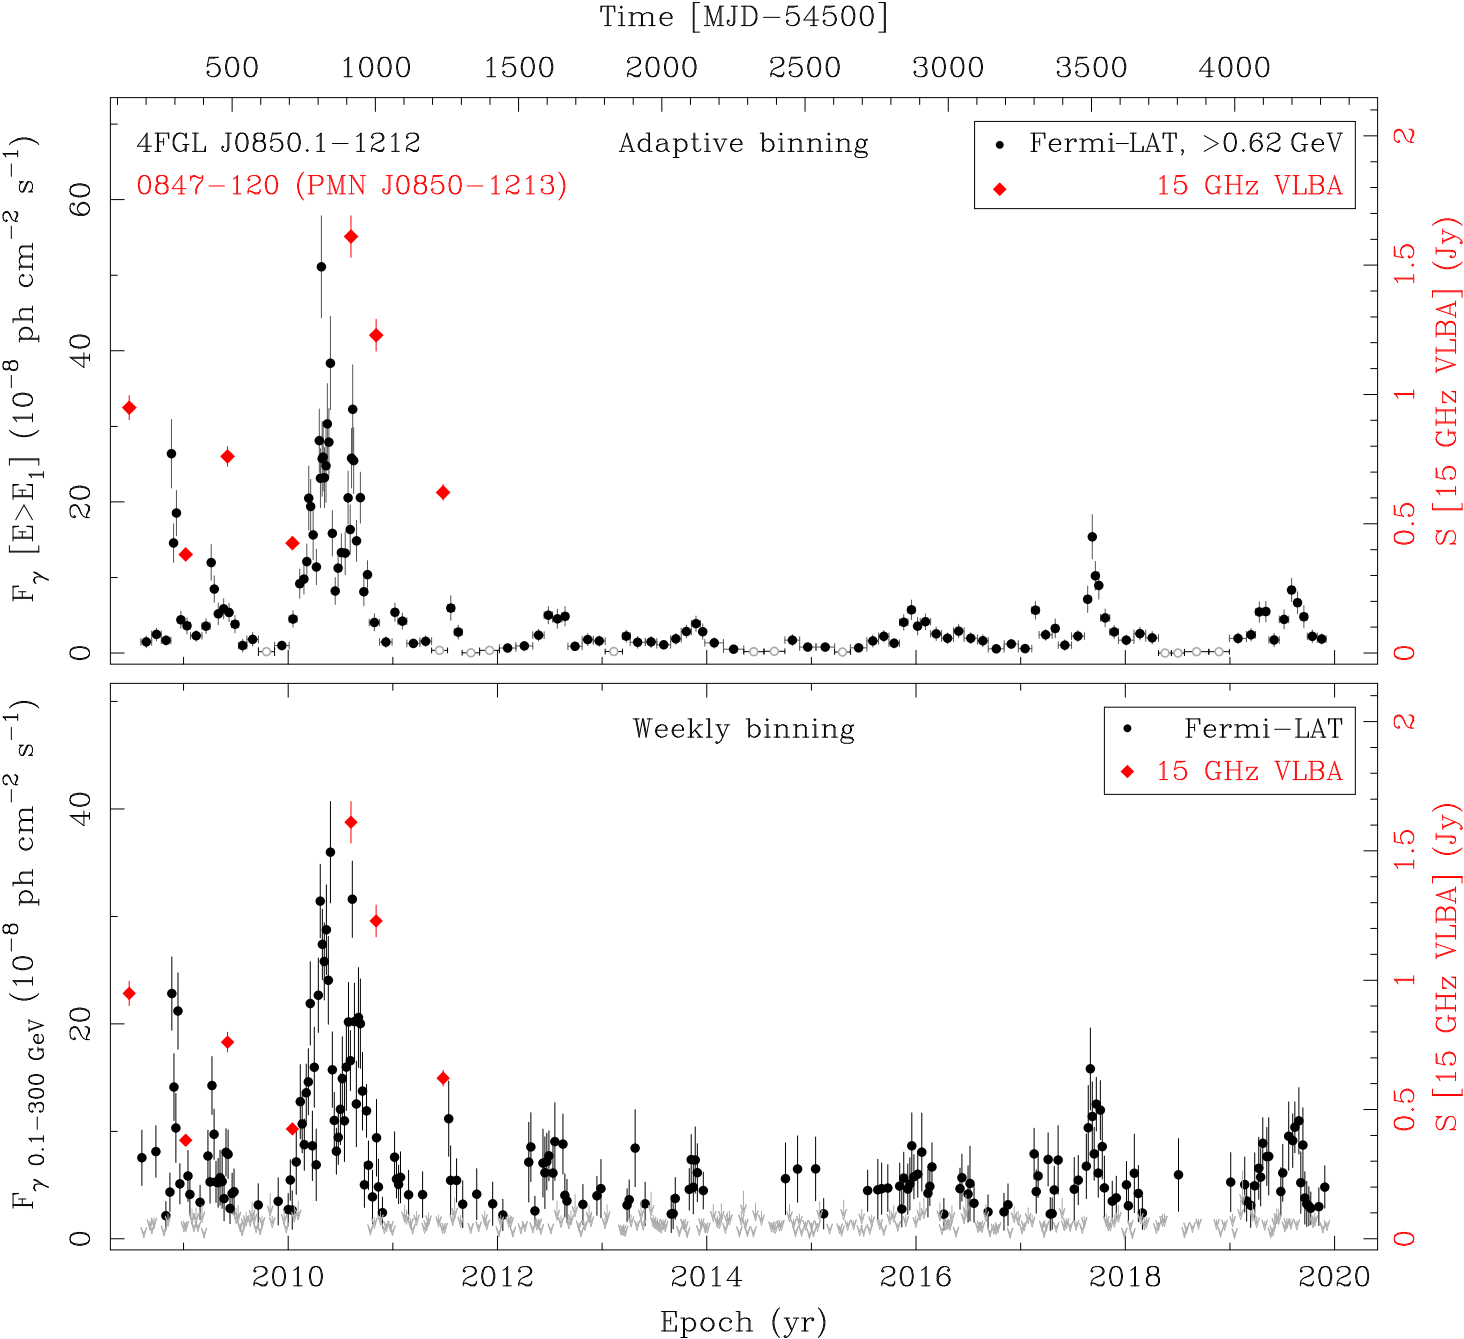 Time [MJD−54500]
500 1000 1500 2000 2500 3000 3500 4000
4FGL J0850.1−1212
0847−120 (PMN J0850−1213)
Adaptive binning
Fermi−LAT, >0.62 GeV
15 GHz VLBA
F_γ [E>E_1] (10^−8 ph cm^−2 s^−1)
60
40
20
0
S [15 GHz VLBA] (Jy)
2
1.5
1
0.5
0
Weekly binning
Fermi−LAT
15 GHz VLBA
F_γ 0.1−300 GeV (10^−8 ph cm^−2 s^−1)
40
20
0
S [15 GHz VLBA] (Jy)
2
1.5
1
0.5
0
2010 2012 2014 2016 2018 2020
Epoch (yr)